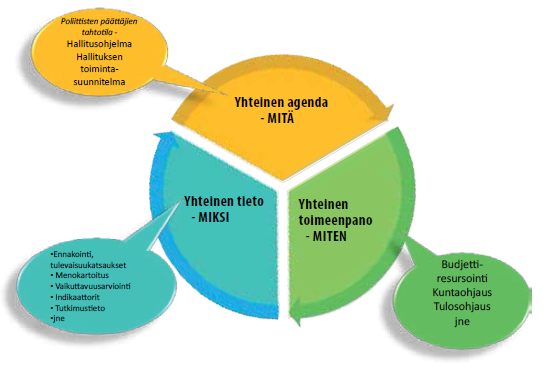 Poliittisten päättäjien
tahtotila -
Hallitusohjelma
Hallituksen
toiminta-
suunnitelma
Yhteinen agenda
- MITÄ
Yhteinen tieto
- MIKSI
Yhteinen
toimeenpano
- MITEN
•Ennakointi,
tulevaisuukatsaukset
• Menokartoitus
• Vaikuttavuusarviointi
• Indikaattorit
• Tutkimustieto
•jne
Budjetti-
resursointi
Kuntaohjaus
Tulosohjaus
jne